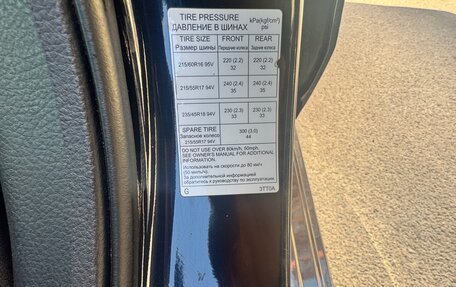 TIRE PRESSURE
ДАВЛЕНИЕ В ШИНАХ
kPa(kgf/cm²)
psi
TIRE SIZE FRONT REAR
Размер шины Передние колеса Задние колеса
215/60R16 95V 220 (2.2) 220 (2.2)
32 32
215/55R17 94V 240 (2.4) 240 (2.4)
35 35
235/45R18 94V 230 (2.3) 230 (2.3)
33 33
SPARE TIRE 300 (3.0)
Запасное колесо 44
215/55R17 94V
DO NOT USE OVER 80km/h, 50mph.
SEE OWNER'S MANUAL FOR ADDITIONAL
INFORMATION.
Использовать на скорости до 80 км/ч
(50 миль/ч).
За дополнительной информацией
обратитесь к руководству по эксплуатации.
G 3TT0A